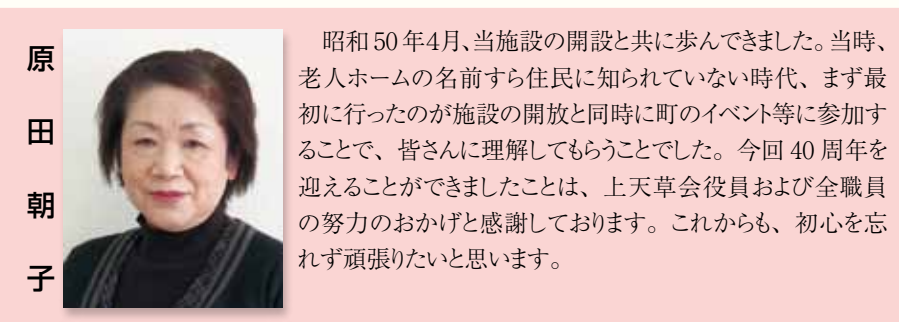 原田朝子
昭和50年4月、当施設の開設と共に歩んできました。当時、
老人ホームの名前すら住民に知られていない時代、まず最
初に行ったのが施設の開放と同時に町のイベント等に参加す
ることで、皆さんに理解してもらうことでした。今回40周年を
迎えることができましたことは、上天草会役員および全職員
の努力のおかげと感謝しております。これからも、初心を忘
れず頑張りたいと思います。